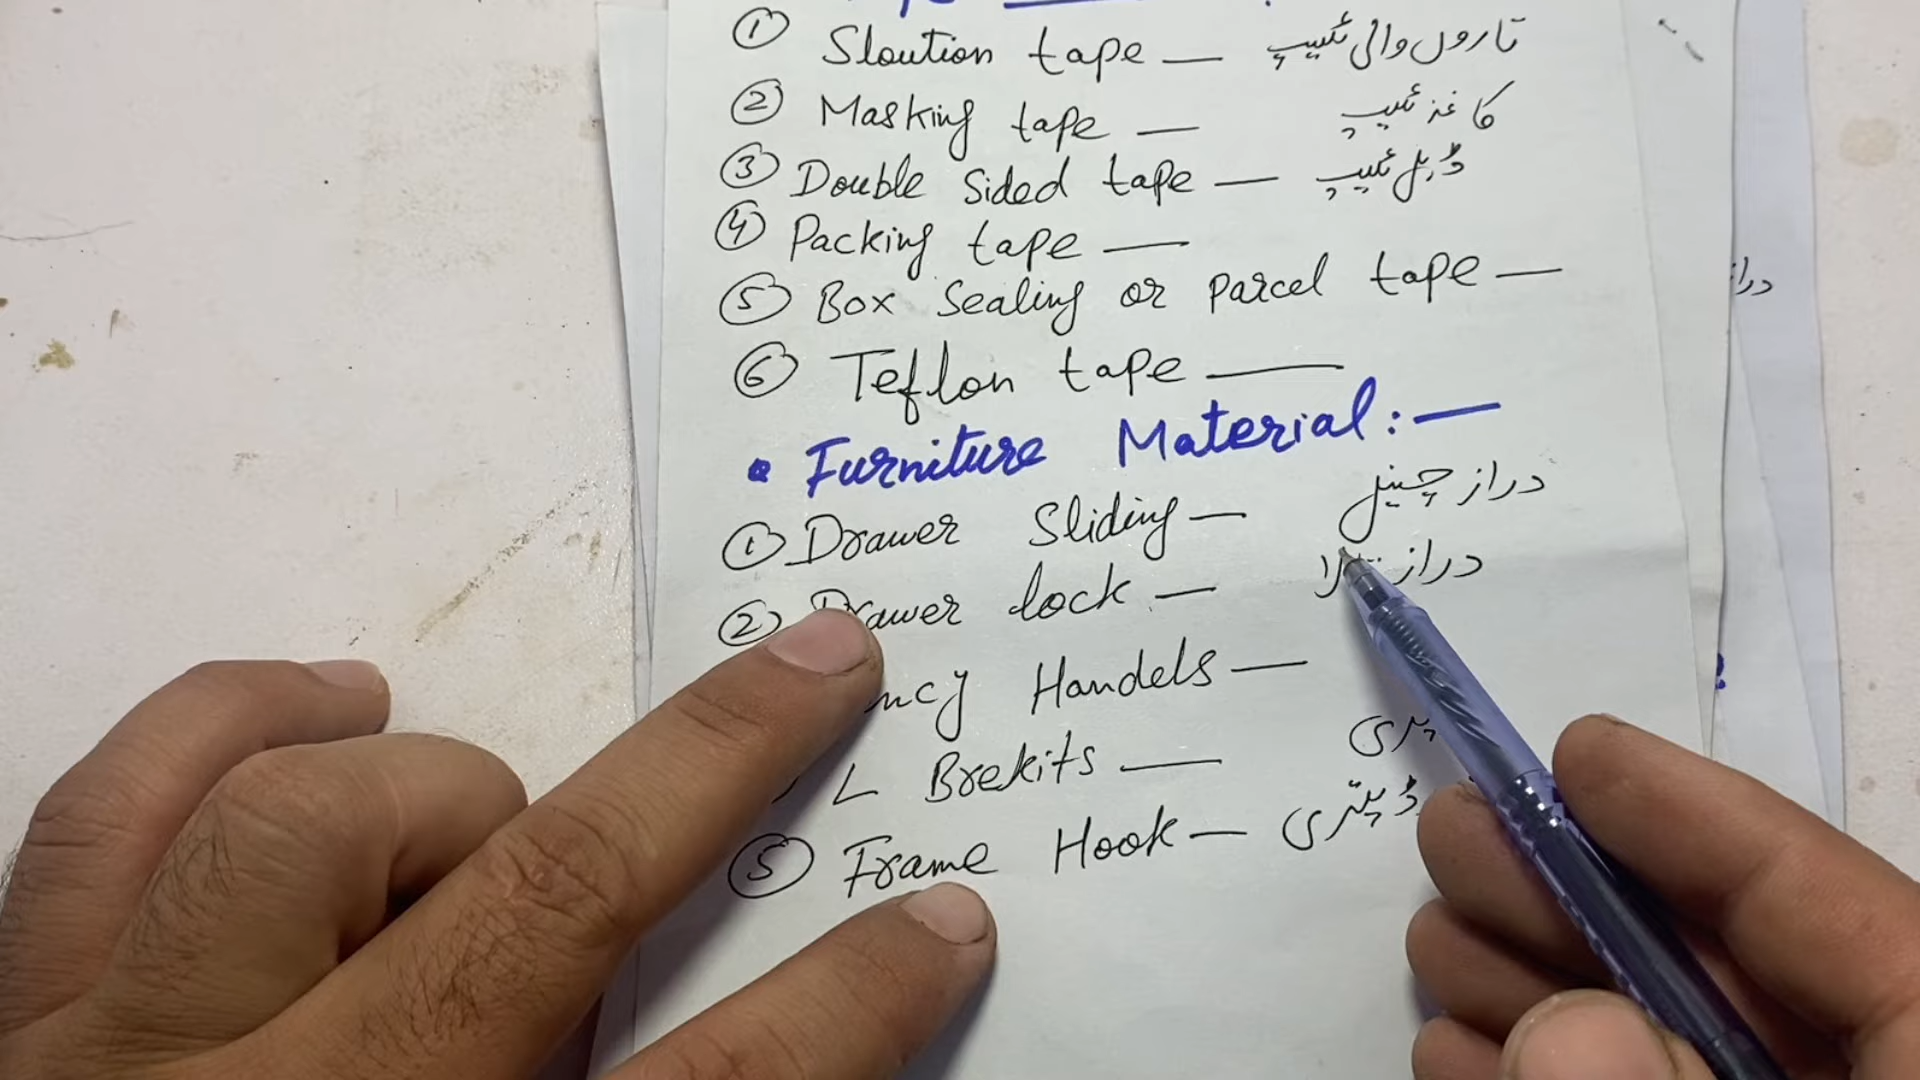 ① Sloution tape — تاروں والی ٹیپ
② Masking tape — کاغذ ٹیپ
③ Double Sided tape — ڈبل ٹیپ
④ Packing tape —
⑤ Box Sealing or Parcel tape —
⑥ Teflon tape —
• Furniture Material:—
① Drawer Sliding — دراز چینل
② Drawer lock — دراز
Handels —
L Brekits — پری
⑤ Frame Hook —